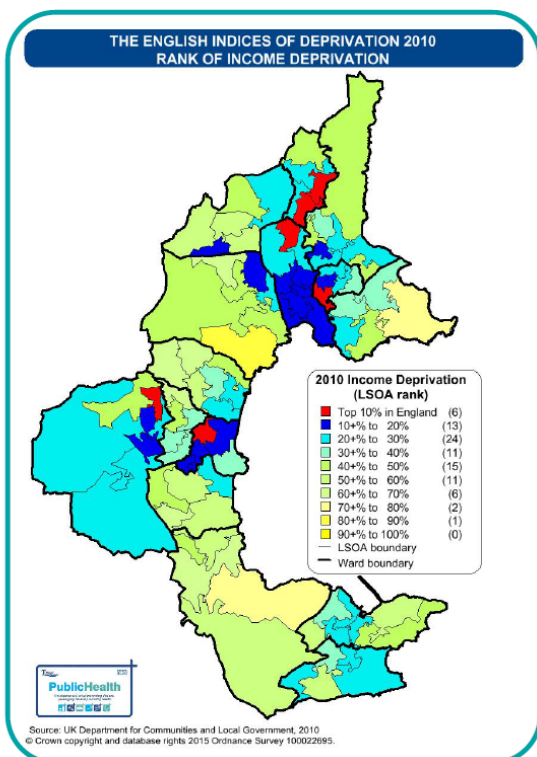 THE ENGLISH INDICES OF DEPRIVATION 2010
RANK OF INCOME DEPRIVATION
2010 Income Deprivation
(LSOA rank)
Top 10% in England (6)
10+% to 20% (13)
20+% to 30% (24)
30+% to 40% (11)
40+% to 50% (15)
50+% to 60% (11)
60+% to 70% (6)
70+% to 80% (2)
80+% to 90% (1)
90+% to 100% (0)
LSOA boundary
Ward boundary
PublicHealth
Source: UK Department for Communities and Local Government, 2010
© Crown copyright and database rights 2015 Ordnance Survey 100022695.